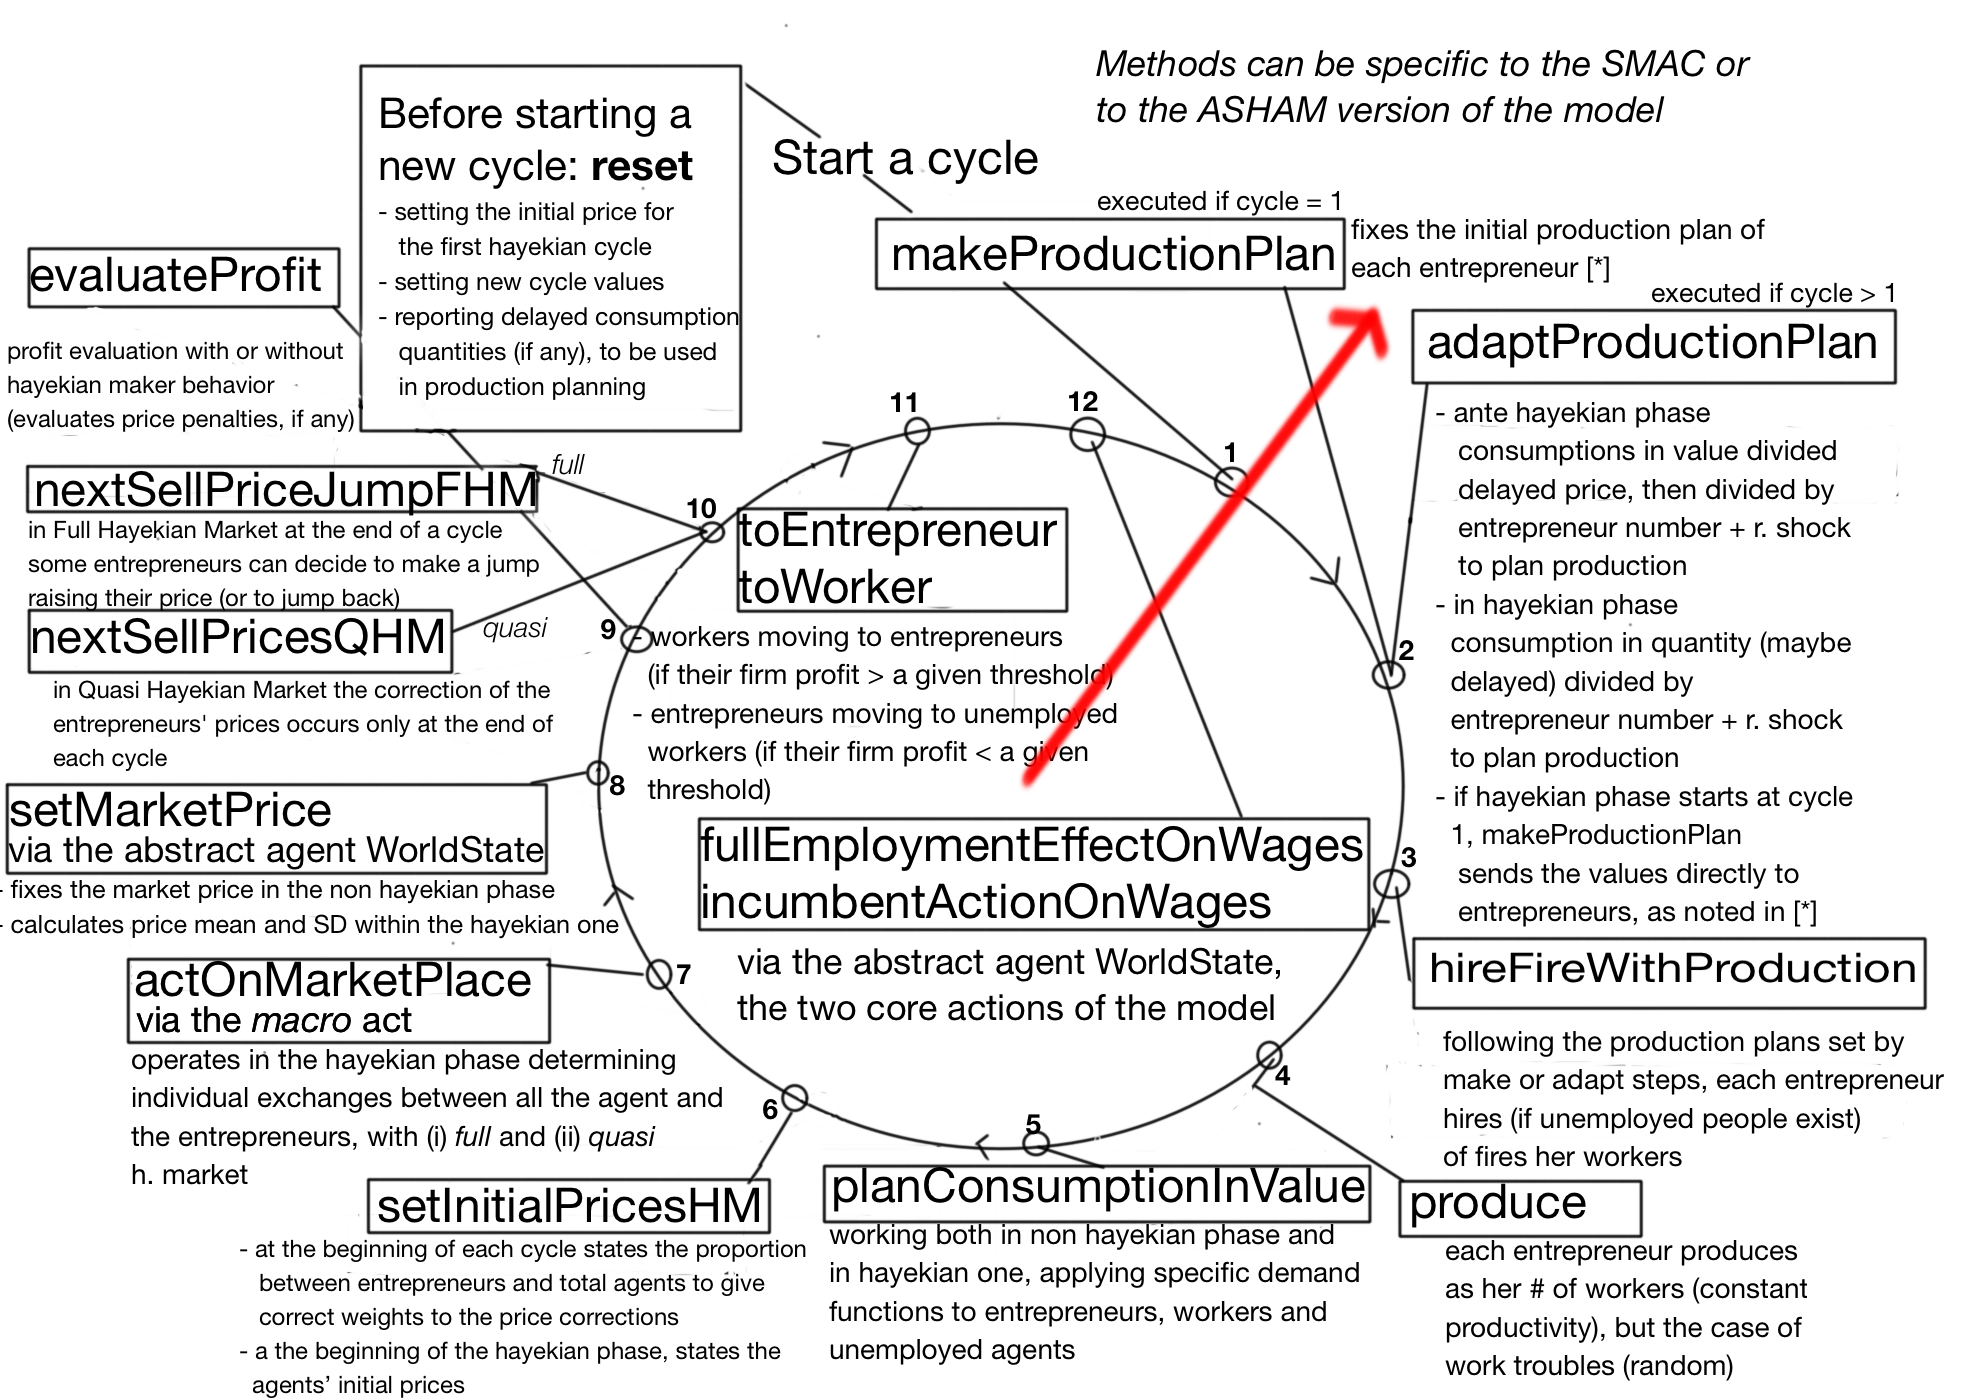 Methods can be specific to the SMAC or
to the ASHAM version of the model
Before starting a
new cycle: reset
- setting the initial price for
the first hayekian cycle
- setting new cycle values
- reporting delayed consumption
quantities (if any), to be used
in production planning
Start a cycle
executed if cycle = 1
makeProductionPlan
fixes the initial production plan of
each entrepreneur [*]
executed if cycle > 1
adaptProductionPlan
- ante hayekian phase
consumptions in value divided
delayed price, then divided by
entrepreneur number + r. shock
to plan production
- in hayekian phase
consumption in quantity (maybe
delayed) divided by
entrepreneur number + r. shock
to plan production
- if hayekian phase starts at cycle
1, makeProductionPlan
sends the values directly to
entrepreneurs, as noted in [*]
evaluateProfit
profit evaluation with or without
hayekian maker behavior
(evaluates price penalties, if any)
nextSellPriceJumpFHM
full
in Full Hayekian Market at the end of a cycle
some entrepreneurs can decide to make a jump
raising their price (or to jump back)
nextSellPricesQHM
quasi
in Quasi Hayekian Market the correction of the
entrepreneurs' prices occurs only at the end of
each cycle
11
12
1
10
2
9
3
8
7
4
6
5
toEntrepreneur
toWorker
- workers moving to entrepreneurs
(if their firm profit > a given threshold)
- entrepreneurs moving to unemployed
workers (if their firm profit < a given
threshold)
fullEmploymentEffectOnWages
incumbentActionOnWages
via the abstract agent WorldState,
the two core actions of the model
setMarketPrice
via the abstract agent WorldState
- fixes the market price in the non hayekian phase
- calculates price mean and SD within the hayekian one
actOnMarketPlace
via the macro act
operates in the hayekian phase determining
individual exchanges between all the agent and
the entrepreneurs, with (i) full and (ii) quasi
h. market
hireFireWithProduction
following the production plans set by
make or adapt steps, each entrepreneur
hires (if unemployed people exist)
of fires her workers
setInitialPricesHM
- at the beginning of each cycle states the proportion
between entrepreneurs and total agents to give
correct weights to the price corrections
- a the beginning of the hayekian phase, states the
agents’ initial prices
planConsumptionInValue
working both in non hayekian phase and
in hayekian one, applying specific demand
functions to entrepreneurs, workers and
unemployed agents
produce
each entrepreneur produces
as her # of workers (constant
productivity), but the case of
work troubles (random)